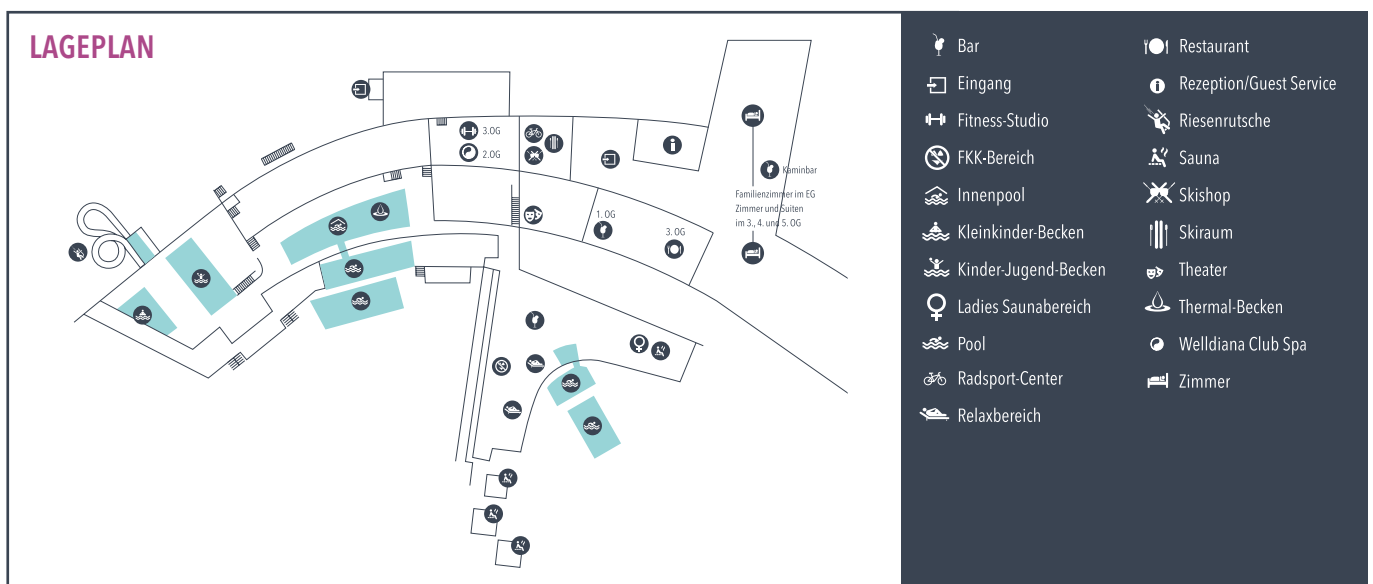 LAGEPLAN
3.OG
2.OG
Kaminbar
Familienzimmer im EG
Zimmer und Suiten
im 3., 4. und 5. OG
1. OG
3. OG
Bar
Eingang
Fitness-Studio
FKK-Bereich
Innenpool
Kleinkinder-Becken
Kinder-Jugend-Becken
Ladies Saunabereich
Pool
Radsport-Center
Relaxbereich
Restaurant
Rezeption/Guest Service
Riesenrutsche
Sauna
Skishop
Skiraum
Theater
Thermal-Becken
Welldiana Club Spa
Zimmer